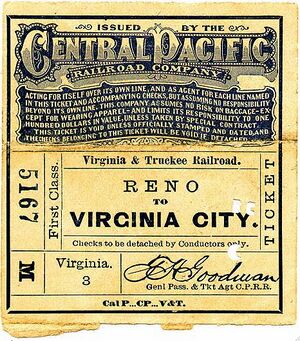 ISSUED BY THE
CENTRAL PACIFIC
RAILROAD COMPANY,
ACTING FOR ITSELF OVER ITS OWN LINE, AND AS AGENT FOR EACH LINE NAMED
IN THIS TICKET AND ACCOMPANYING CHECKS, BUT ASSUMING NO RESPONSIBILITY
BEYOND ITS OWN LINE. THIS COMPANY ASSUMES NO RISK ON BAGGAGE EX-
CEPT FOR WEARING APPAREL—AND LIMITS ITS RESPONSIBILITY TO ONE
HUNDRED DOLLARS IN VALUE, UNLESS TAKEN BY SPECIAL CONTRACT.
THIS TICKET IS VOID UNLESS OFFICIALLY STAMPED AND DATED, AND
THE CHECKS BELONGING TO THIS TICKET WILL BE VOID IF DETACHED.
5167
M
First Class.
Virginia & Truckee Railroad.
RENO
TO
VIRGINIA CITY.
Checks to be detached by Conductors only.
TICKET
Virginia.
3
Goodman
Genl Pass. & Tkt Agt C.P.R.R.
Cal P...CP...V&T.